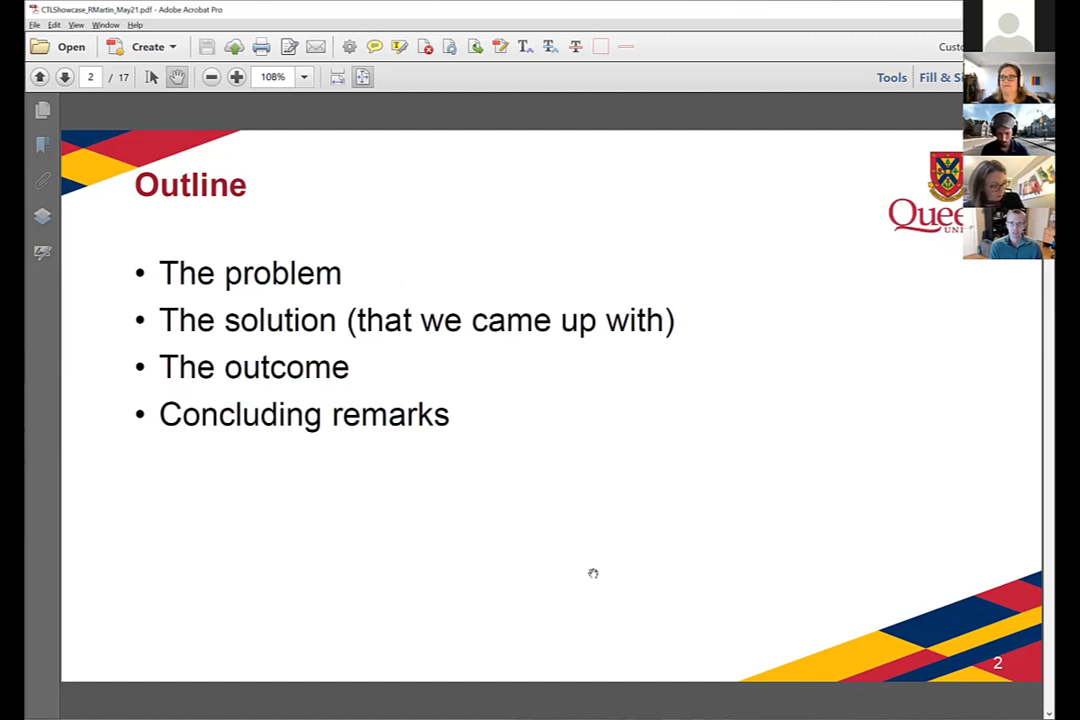 CTLShowcase_RMartin_May21.pdf - Adobe Acrobat Pro
File Edit View Window Help
Open Create
2 / 17 108% Tools
Outline
• The problem
• The solution (that we came up with)
• The outcome
• Concluding remarks
2